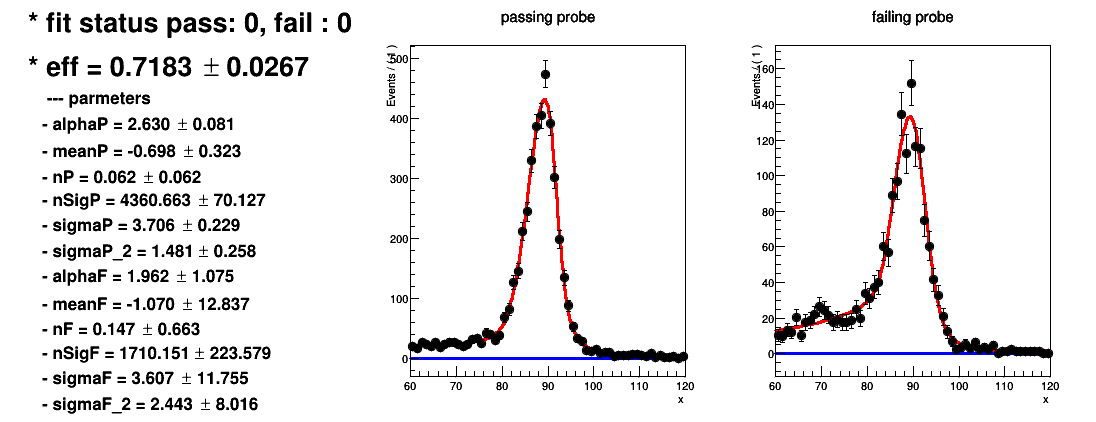 * fit status pass: 0, fail : 0
* eff = 0.7183 ± 0.0267
--- parmeters
- alphaP = 2.630 ± 0.081
- meanP = -0.698 ± 0.323
- nP = 0.062 ± 0.062
- nSigP = 4360.663 ± 70.127
- sigmaP = 3.706 ± 0.229
- sigmaP_2 = 1.481 ± 0.258
- alphaF = 1.962 ± 1.075
- meanF = -1.070 ± 12.837
- nF = 0.147 ± 0.663
- nSigF = 1710.151 ± 223.579
- sigmaF = 3.607 ± 11.755
- sigmaF_2 = 2.443 ± 8.016
passing probe
Events / ( 1 )
500
400
300
200
100
0
60 70 80 90 100 110 120
x
failing probe
Events / ( 1 )
160
140
120
100
80
60
40
20
0
60 70 80 90 100 110 120
x